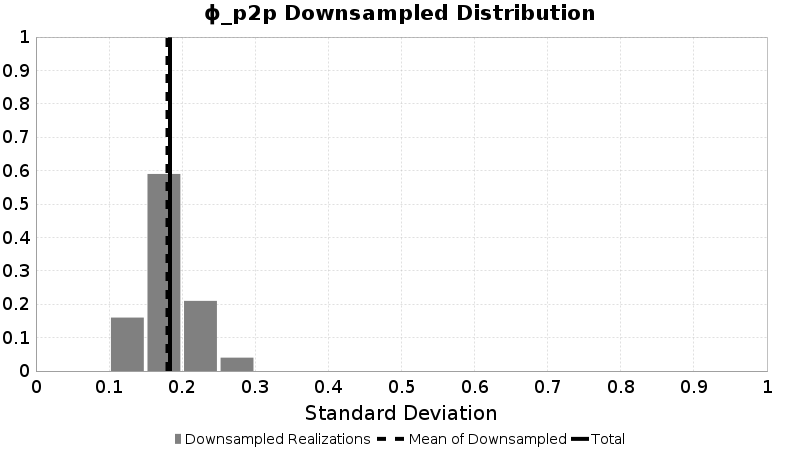 ϕ_p2p Downsampled Distribution
1
0.9
0.8
0.7
0.6
0.5
0.4
0.3
0.2
0.1
0
0 0.1 0.2 0.3 0.4 0.5 0.6 0.7 0.8 0.9 1
Standard Deviation
Downsampled Realizations Mean of Downsampled Total